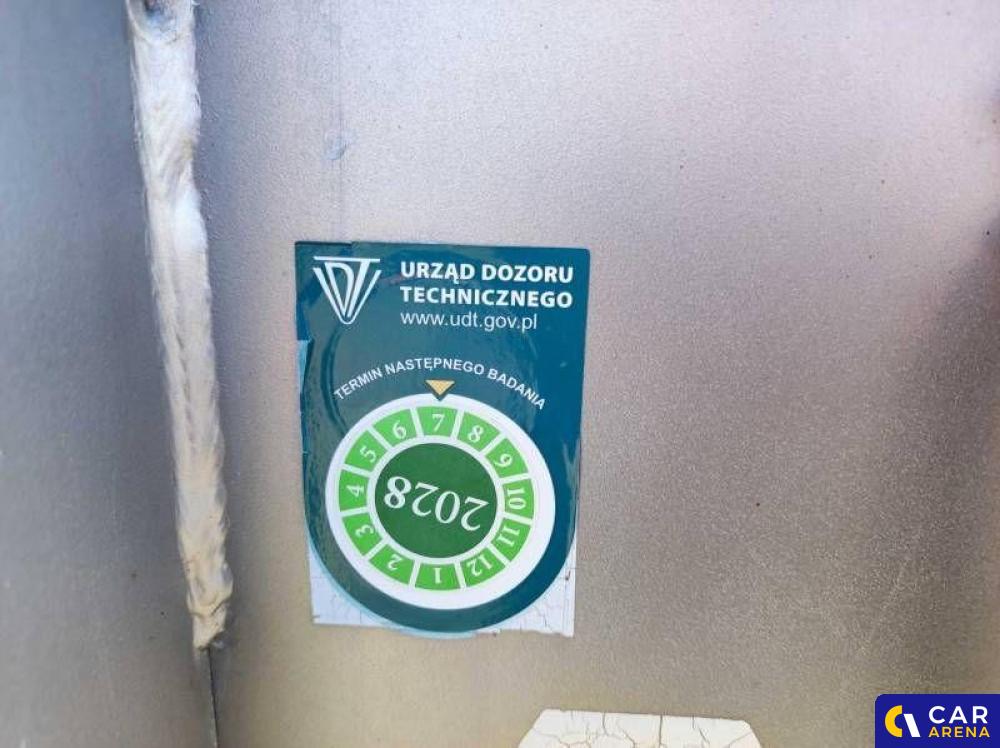 UDT
URZĄD DOZORU
TECHNICZNEGO
www.udt.gov.pl
TERMIN NASTĘPNEGO BADANIA
1 2 3 4 5 6 7 8 9 10 11 12
2028
CAR
ARENA